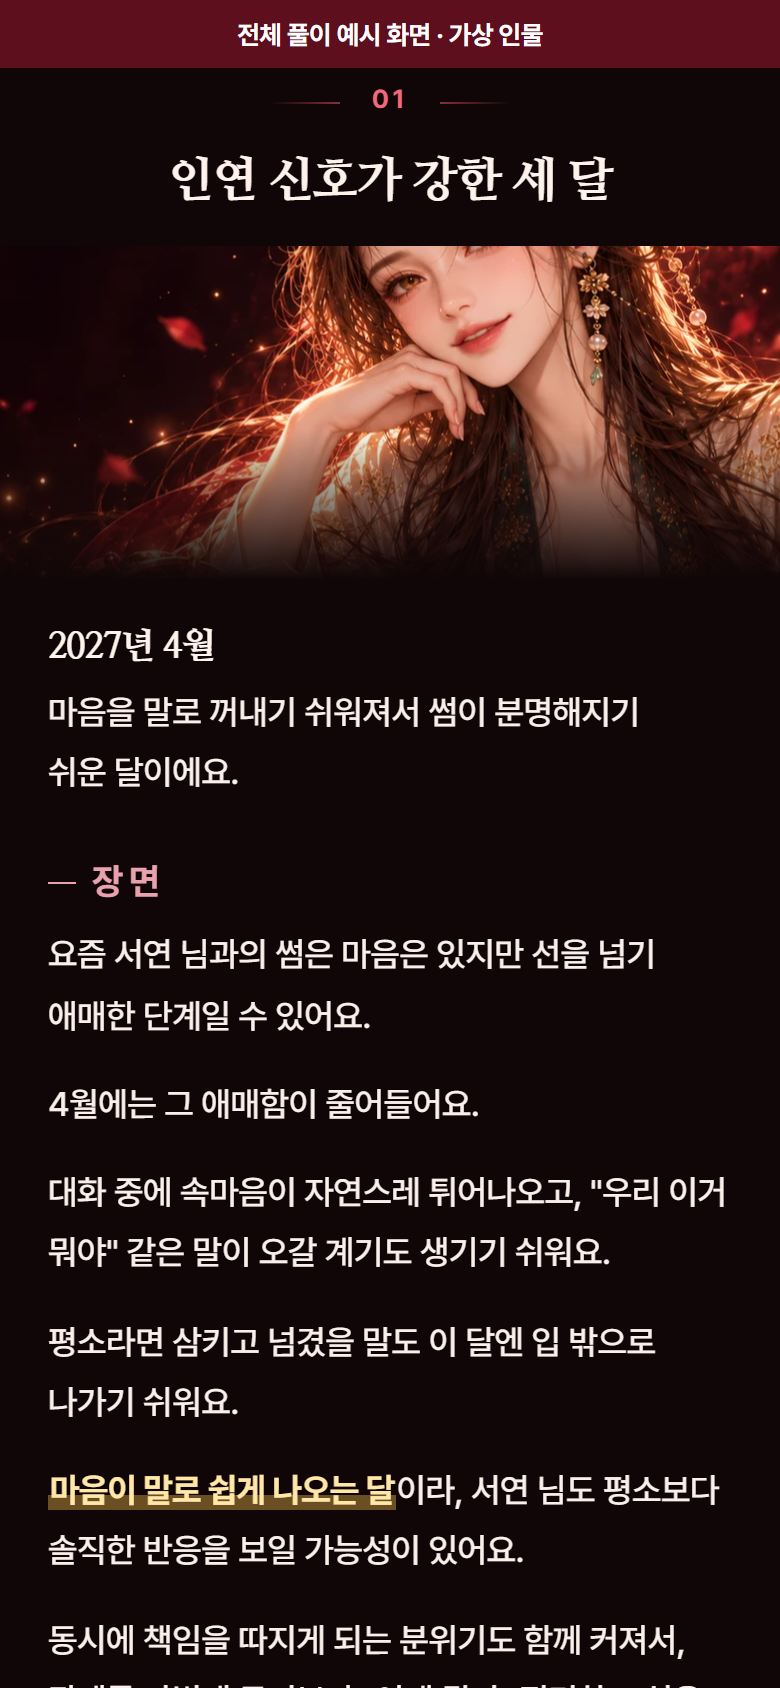 전체 풀이 예시 화면 · 가상 인물
01
인연 신호가 강한 세 달
2027년 4월
마음을 말로 꺼내기 쉬워져서 썸이 분명해지기
쉬운 달이에요.
장면
요즘 서연 님과의 썸은 마음은 있지만 선을 넘기
애매한 단계일 수 있어요.
4월에는 그 애매함이 줄어들어요.
대화 중에 속마음이 자연스레 튀어나오고, "우리 이거
뭐야" 같은 말이 오갈 계기도 생기기 쉬워요.
평소라면 삼키고 넘겼을 말도 이 달엔 입 밖으로
나가기 쉬워요.
마음이 말로 쉽게 나오는 달이라, 서연 님도 평소보다
솔직한 반응을 보일 가능성이 있어요.
동시에 책임을 따지게 되는 분위기도 함께 커져서,